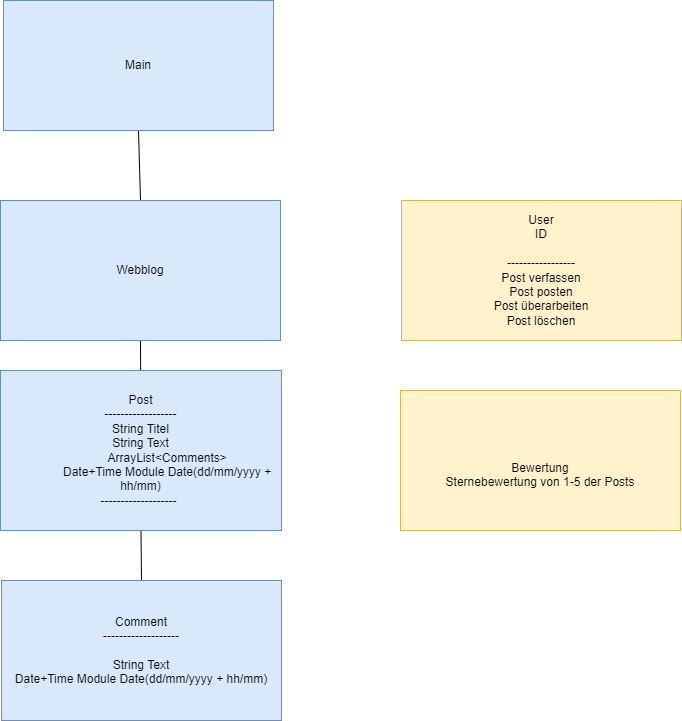 Main
Webblog
User
ID
-----------------
Post verfassen
Post posten
Post überarbeiten
Post löschen
Post
------------------
String Titel
String Text
ArrayList<Comments>
Date+Time Module Date(dd/mm/yyyy +
hh/mm)
-------------------
Bewertung
Sternebewertung von 1-5 der Posts
Comment
-------------------
String Text
Date+Time Module Date(dd/mm/yyyy + hh/mm)